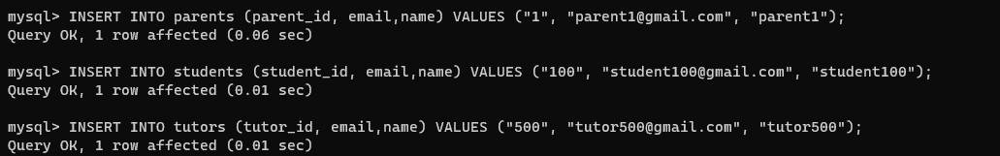 mysql> INSERT INTO parents (parent_id, email,name) VALUES ("1", "parent1@gmail.com", "parent1");
Query OK, 1 row affected (0.06 sec)
mysql> INSERT INTO students (student_id, email,name) VALUES ("100", "student100@gmail.com", "student100");
Query OK, 1 row affected (0.01 sec)
mysql> INSERT INTO tutors (tutor_id, email,name) VALUES ("500", "tutor500@gmail.com", "tutor500");
Query OK, 1 row affected (0.01 sec)